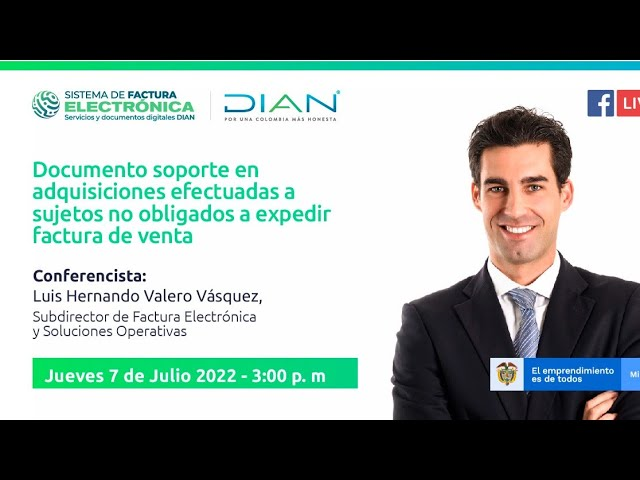 SISTEMA DE FACTURA
ELECTRÓNICA
Servicios y documentos digitales DIAN
DIAN
POR UNA COLOMBIA MÁS HONESTA
LI
Documento soporte en
adquisiciones efectuadas a
sujetos no obligados a expedir
factura de venta
Conferencista:
Luis Hernando Valero Vásquez,
Subdirector de Factura Electrónica
y Soluciones Operativas
Jueves 7 de Julio 2022 - 3:00 p. m
El emprendimiento
es de todos
Mi